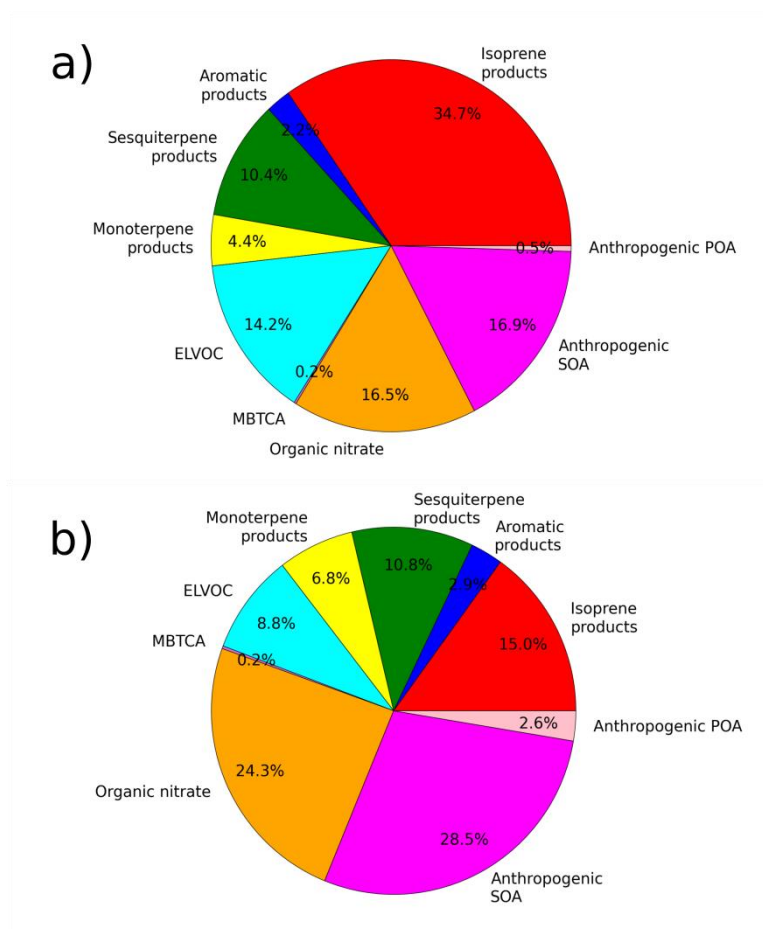 a)
Isoprene
products
34.7%
Aromatic
products
2.2%
Sesquiterpene
products
10.4%
Monoterpene
products
4.4%
ELVOC
14.2%
MBTCA
0.2%
Organic nitrate
16.5%
Anthropogenic
SOA
16.9%
Anthropogenic POA
0.5%
b)
Sesquiterpene
products
10.8%
Aromatic
products
2.9%
Isoprene
products
15.0%
Monoterpene
products
6.8%
ELVOC
8.8%
MBTCA
0.2%
Organic nitrate
24.3%
Anthropogenic
SOA
28.5%
Anthropogenic POA
2.6%